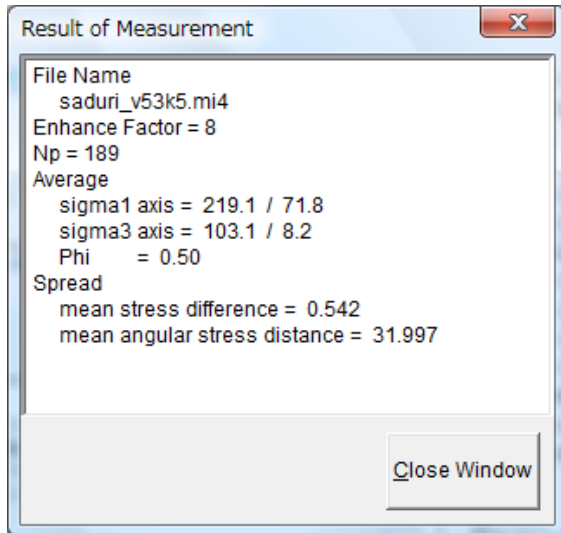 Result of Measurement
File Name
saduri_v53k5.mi4
Enhance Factor = 8
Np = 189
Average
sigma1 axis = 219.1 / 71.8
sigma3 axis = 103.1 / 8.2
Phi = 0.50
Spread
mean stress difference = 0.542
mean angular stress distance = 31.997
Close Window